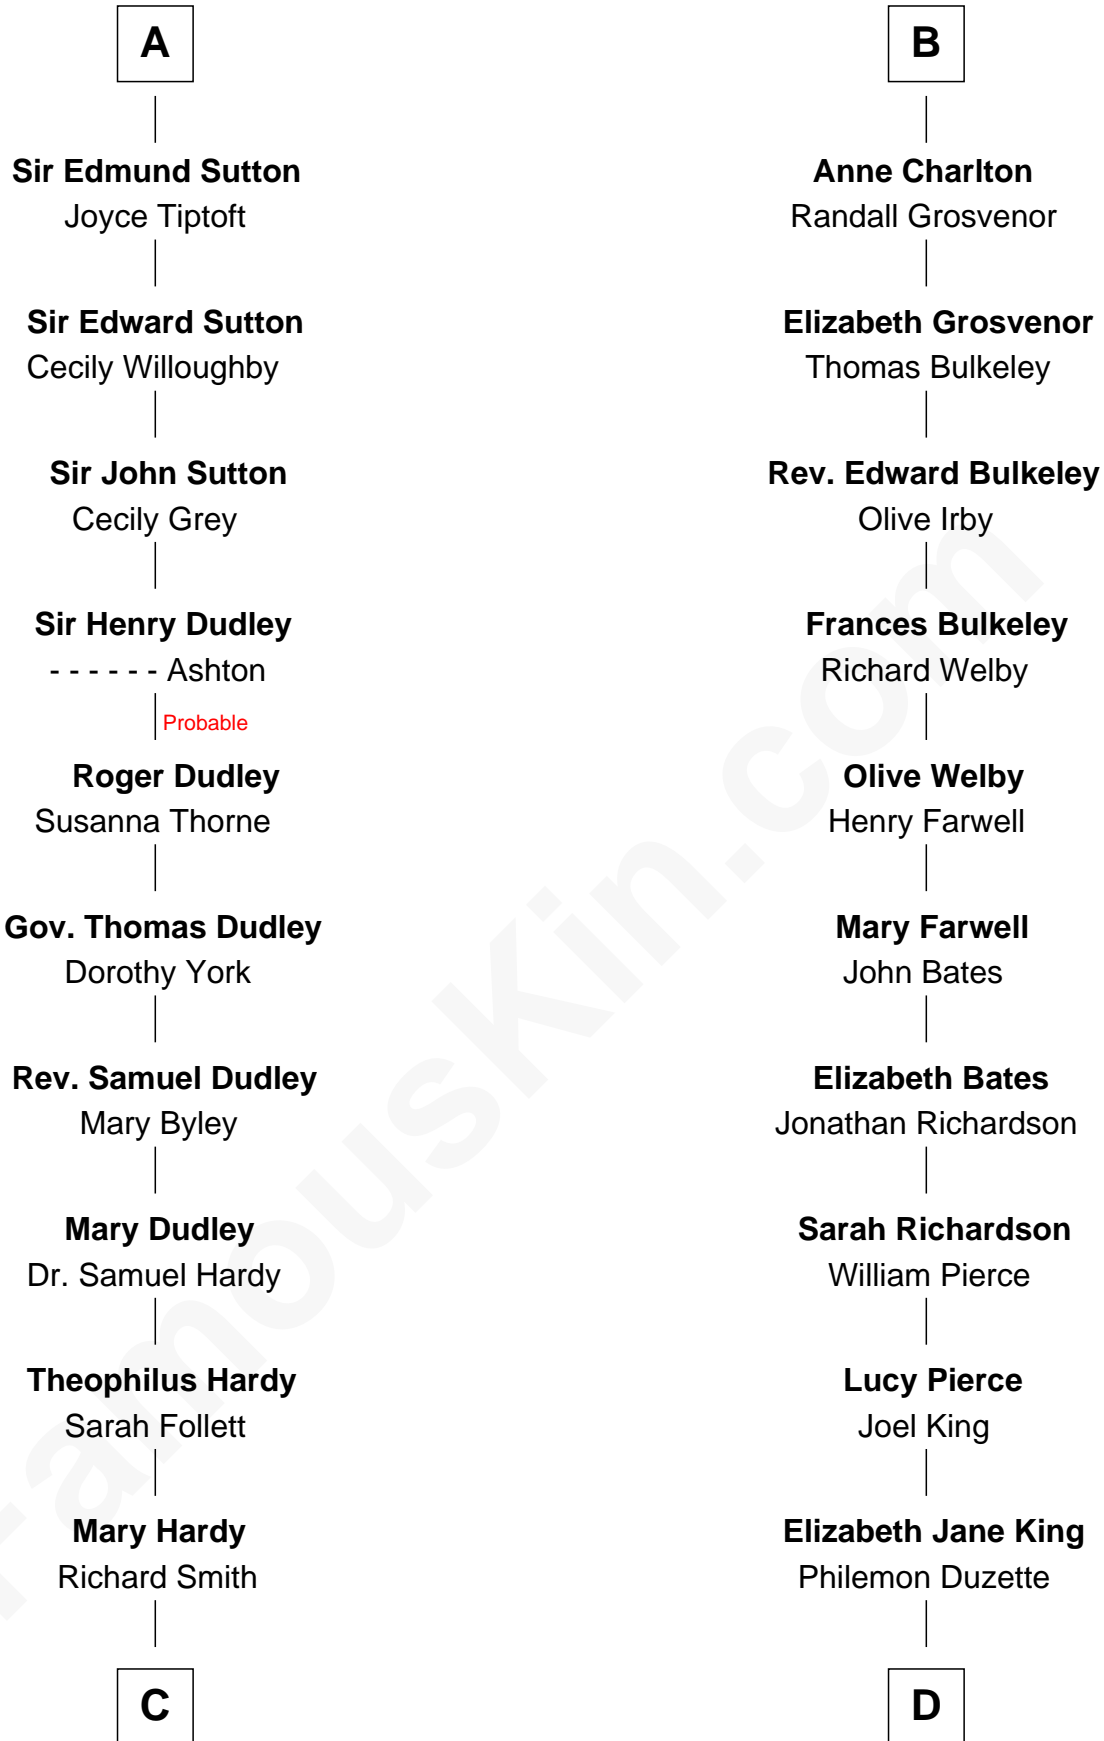 A
Sir Edmund Sutton
Joyce Tiptoft
Sir Edward Sutton
Cecily Willoughby
Sir John Sutton
Cecily Grey
Sir Henry Dudley
- - - - - - Ashton
Probable
Roger Dudley
Susanna Thorne
Gov. Thomas Dudley
Dorothy York
Rev. Samuel Dudley
Mary Byley
Mary Dudley
Dr. Samuel Hardy
Theophilus Hardy
Sarah Follett
Mary Hardy
Richard Smith
C
B
Anne Charlton
Randall Grosvenor
Elizabeth Grosvenor
Thomas Bulkeley
Rev. Edward Bulkeley
Olive Irby
Frances Bulkeley
Richard Welby
Olive Welby
Henry Farwell
Mary Farwell
John Bates
Elizabeth Bates
Jonathan Richardson
Sarah Richardson
William Pierce
Lucy Pierce
Joel King
Elizabeth Jane King
Philemon Duzette
D
FamousKin.com